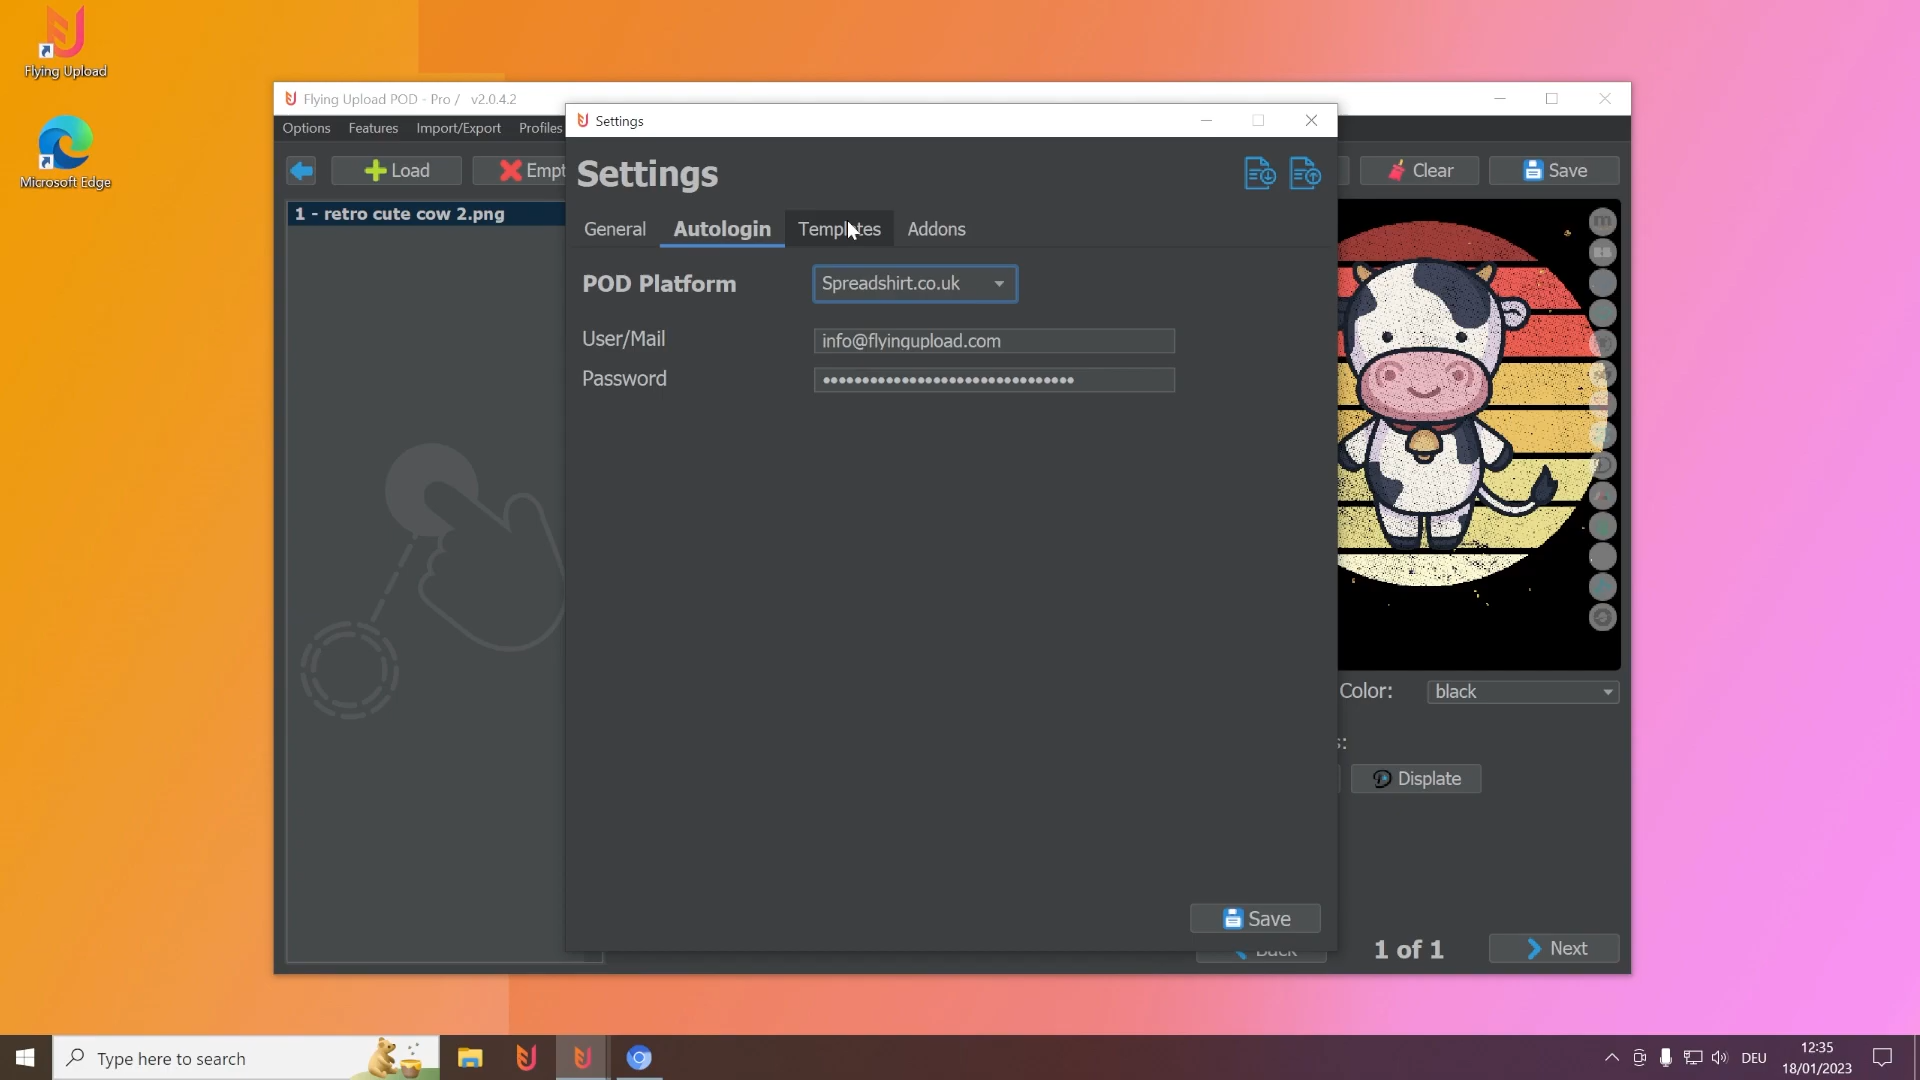 Flying Upload
Microsoft Edge
Flying Upload POD - Pro / v2.0.4.2
Options Features Import/Export Profiles
Load
Empt
Clear
Save
1 - retro cute cow 2.png
Settings
Settings
General Autologin Templates Addons
POD Platform Spreadshirt.co.uk
User/Mail info@flyingupload.com
Password ••••••••••••••••••••••••••••••••
Save
Color: black
s:
Displate
Back
1 of 1
Next
Type here to search
DEU
12:35
18/01/2023